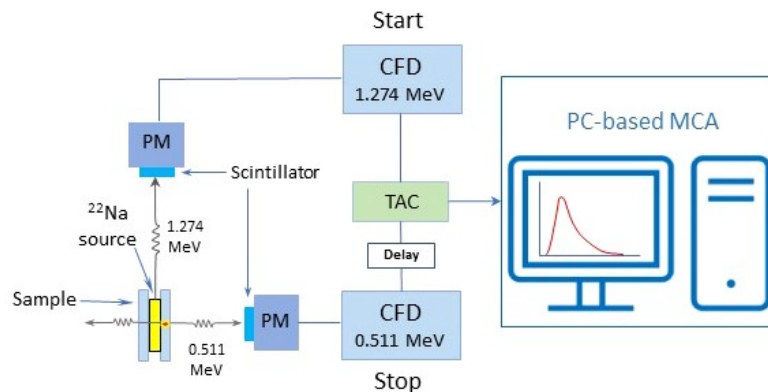 Start
CFD
1.274 MeV
PC-based MCA
PM
Scintillator
TAC
²²Na
source
1.274
MeV
Delay
Sample
PM
CFD
0.511 MeV
0.511
MeV
Stop